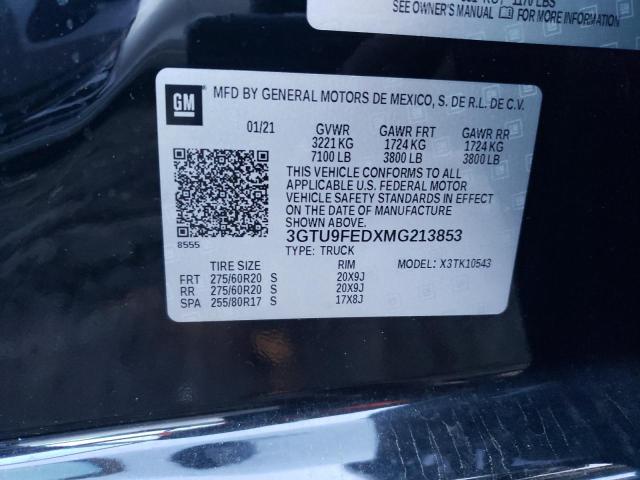 1170 LBS
SEE OWNER'S MANUAL FOR MORE INFORMATION
GM
MFD BY GENERAL MOTORS DE MEXICO, S. DE R.L. DE C.V.
01/21 GVWR GAWR FRT GAWR RR
3221 KG 1724 KG 1724 KG
7100 LB 3800 LB 3800 LB
THIS VEHICLE CONFORMS TO ALL
APPLICABLE U.S. FEDERAL MOTOR
VEHICLE SAFETY STANDARDS IN EFFECT
ON THE DATE OF MANUFACTURE
SHOWN ABOVE.
8555
3GTU9FEDXMG213853
TYPE: TRUCK MODEL: X3TK10543
TIRE SIZE RIM
FRT 275/60R20 S 20X9J
RR 275/60R20 S 20X9J
SP 255/80R17 S 17X8J